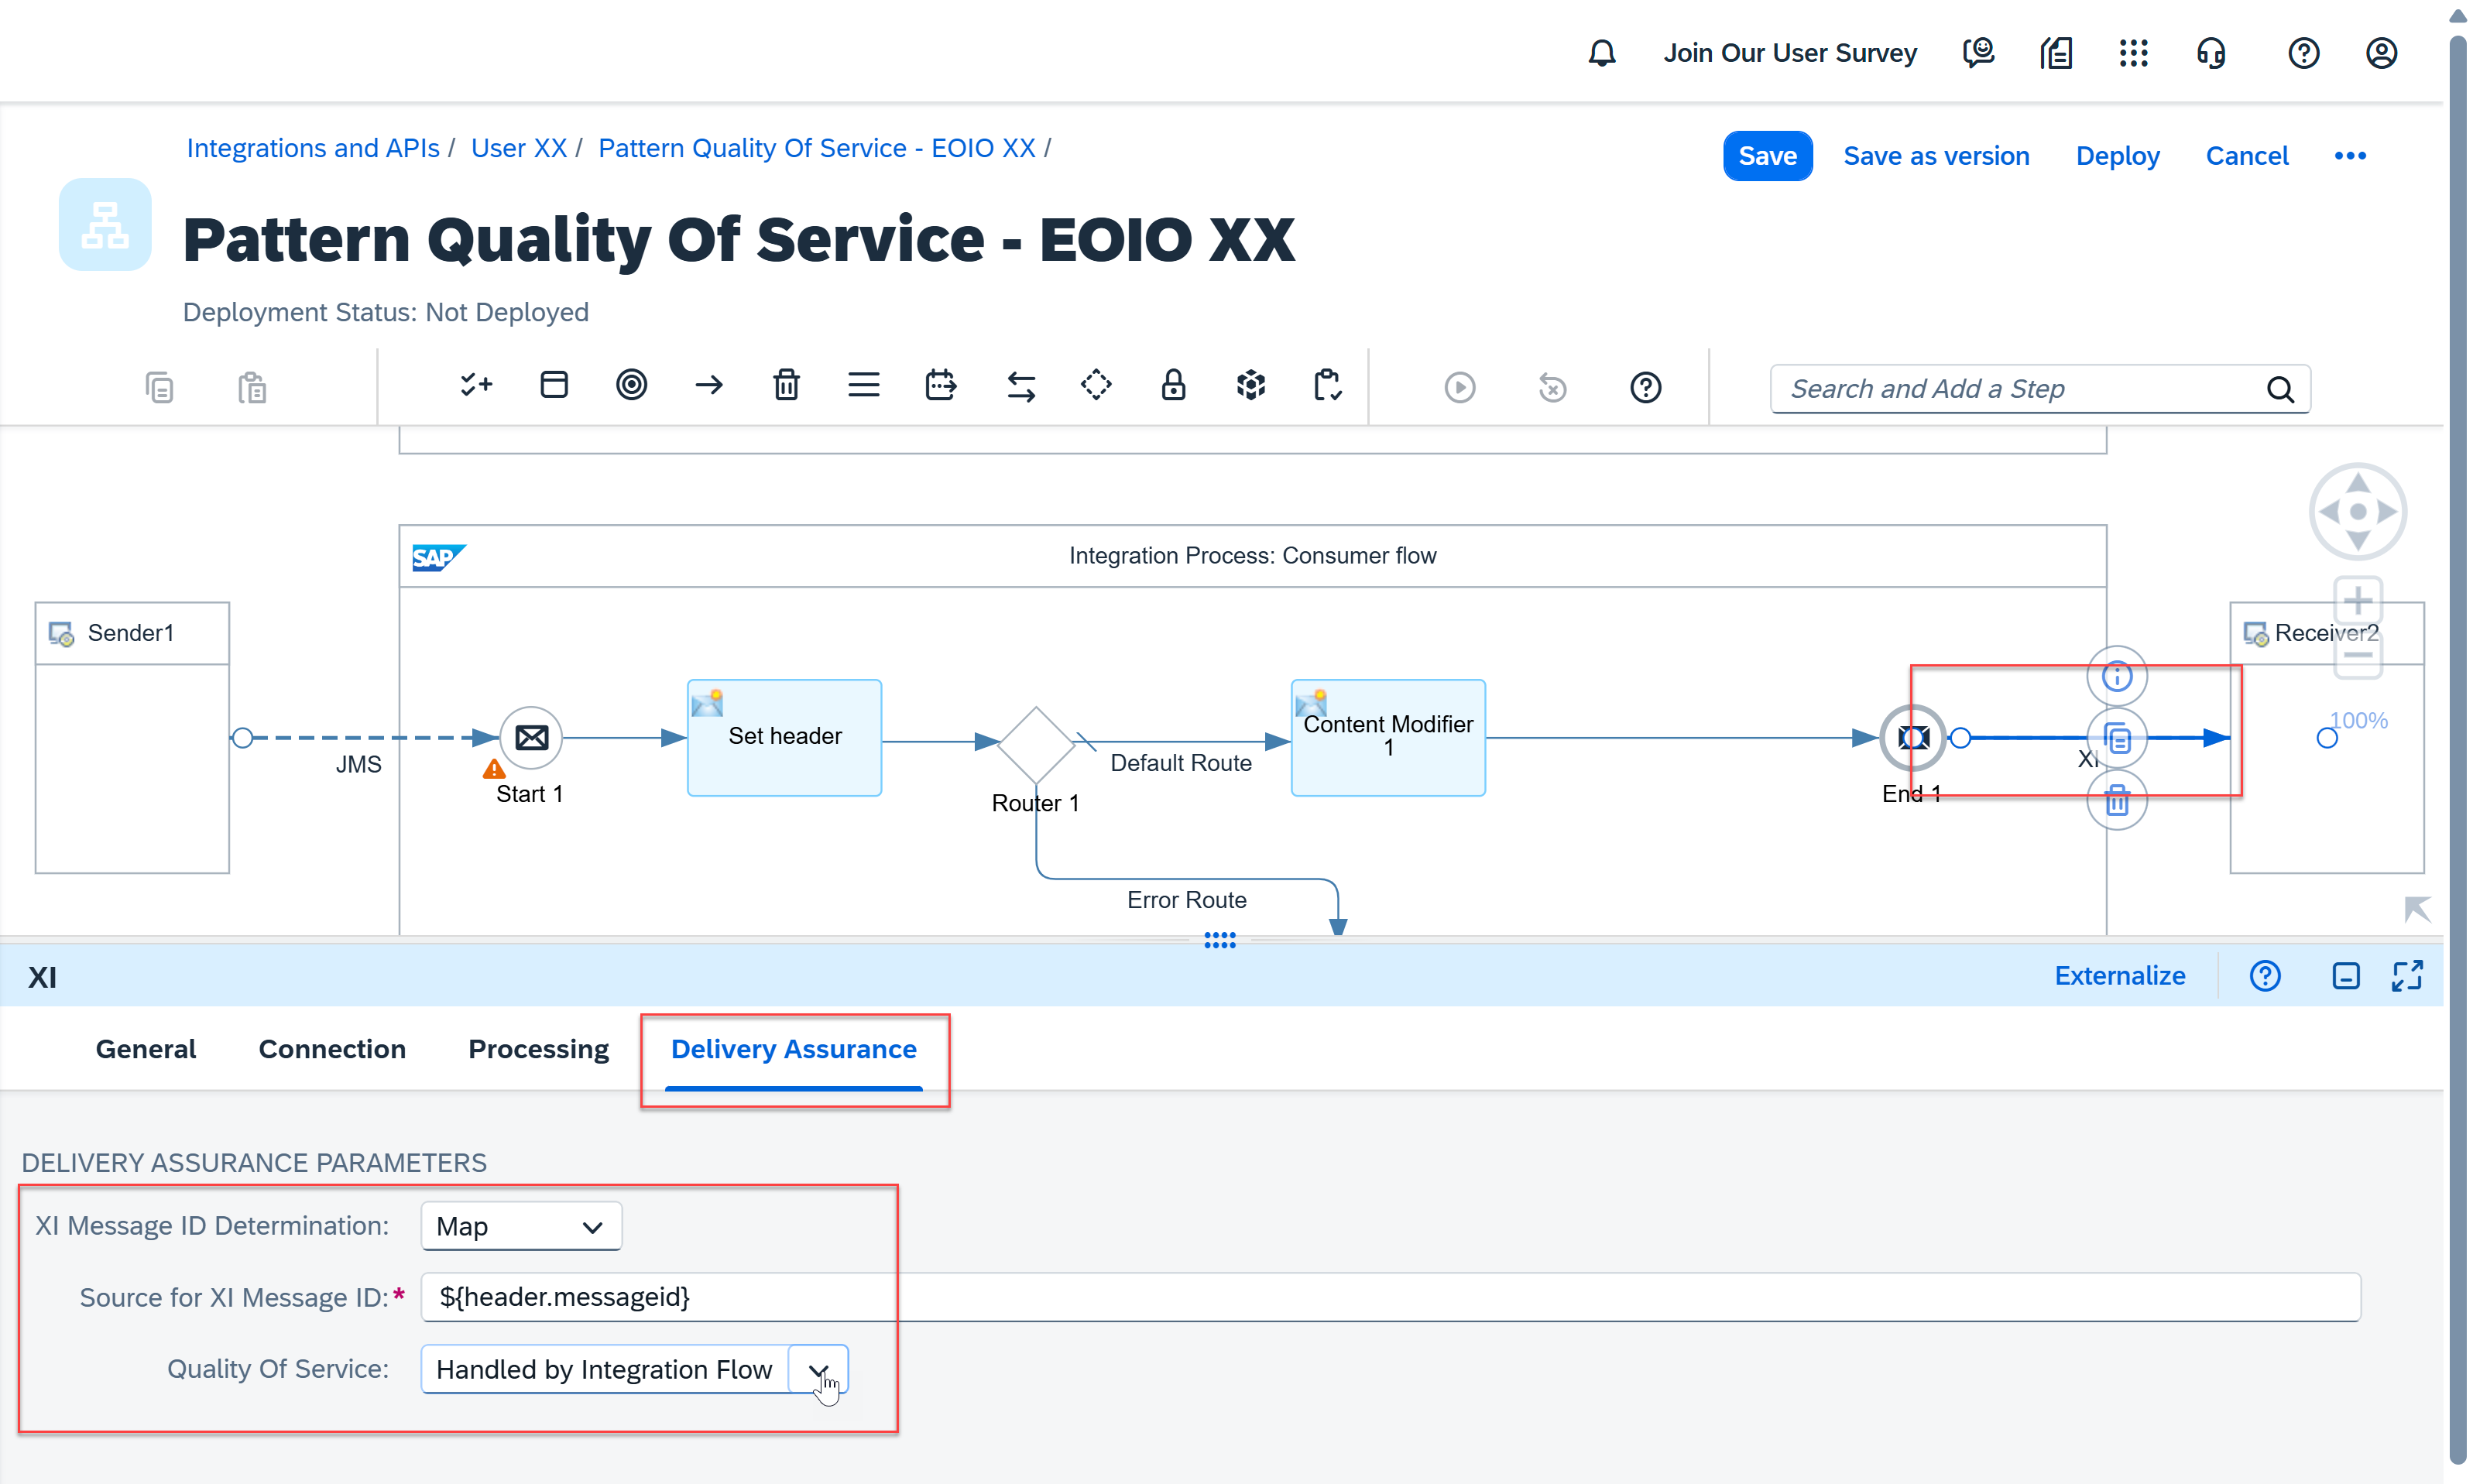 Join Our User Survey
Integrations and APIs / User XX / Pattern Quality Of Service - EOIO XX /
Save Save as version Deploy Cancel
Pattern Quality Of Service - EOIO XX
Deployment Status: Not Deployed
Search and Add a Step
SAP Integration Process: Consumer flow
Sender1
Receiver2
100%
Set header
Content Modifier
1
JMS
Default Route
XI
Start 1
Router 1
End 1
Error Route
XI
Externalize
General Connection Processing Delivery Assurance
DELIVERY ASSURANCE PARAMETERS
XI Message ID Determination: Map
Source for XI Message ID:* ${header.messageid}
Quality Of Service: Handled by Integration Flow